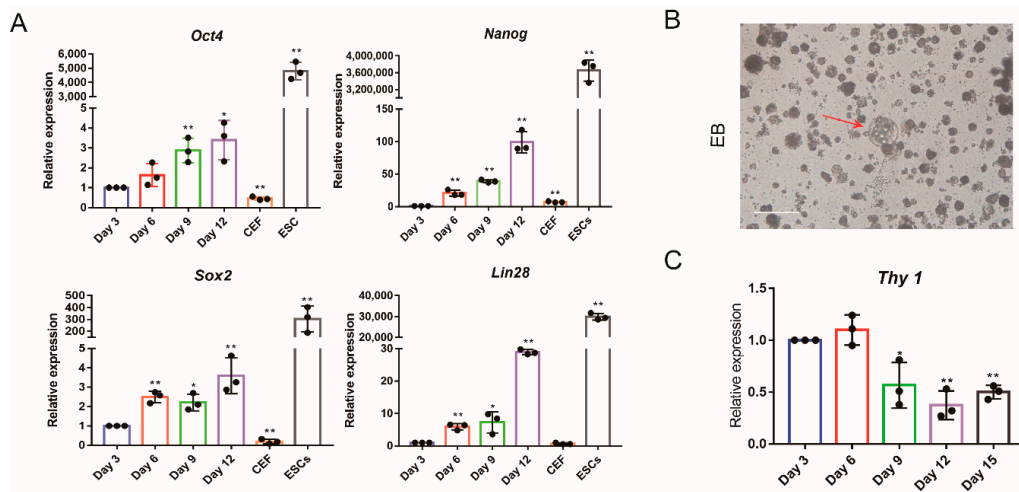 A
Oct4
Relative expression
6,000
5,000
4,000
3,000
5
4
3
2
1
0
**
*
**
**
Day 3
Day 6
Day 9
Day 12
CEF
ESC
Nanog
Relative expression
4,000,000
3,600,000
3,200,000
150
100
50
0
**
**
**
**
**
Day 3
Day 6
Day 9
Day 12
CEF
ESCs
Sox2
Relative expression
500
400
300
200
5
4
3
2
1
0
**
*
**
**
**
Day 3
Day 6
Day 9
Day 12
CEF
ESCs
Lin28
Relative expression
40,000
30,000
20,000
30
20
10
0
**
*
**
**
Day 3
Day 6
Day 9
Day 12
CEF
ESCs
B
EB
C
Thy 1
Relative expression
1.5
1.0
0.5
0.0
*
**
**
Day 3
Day 6
Day 9
Day 12
Day 15